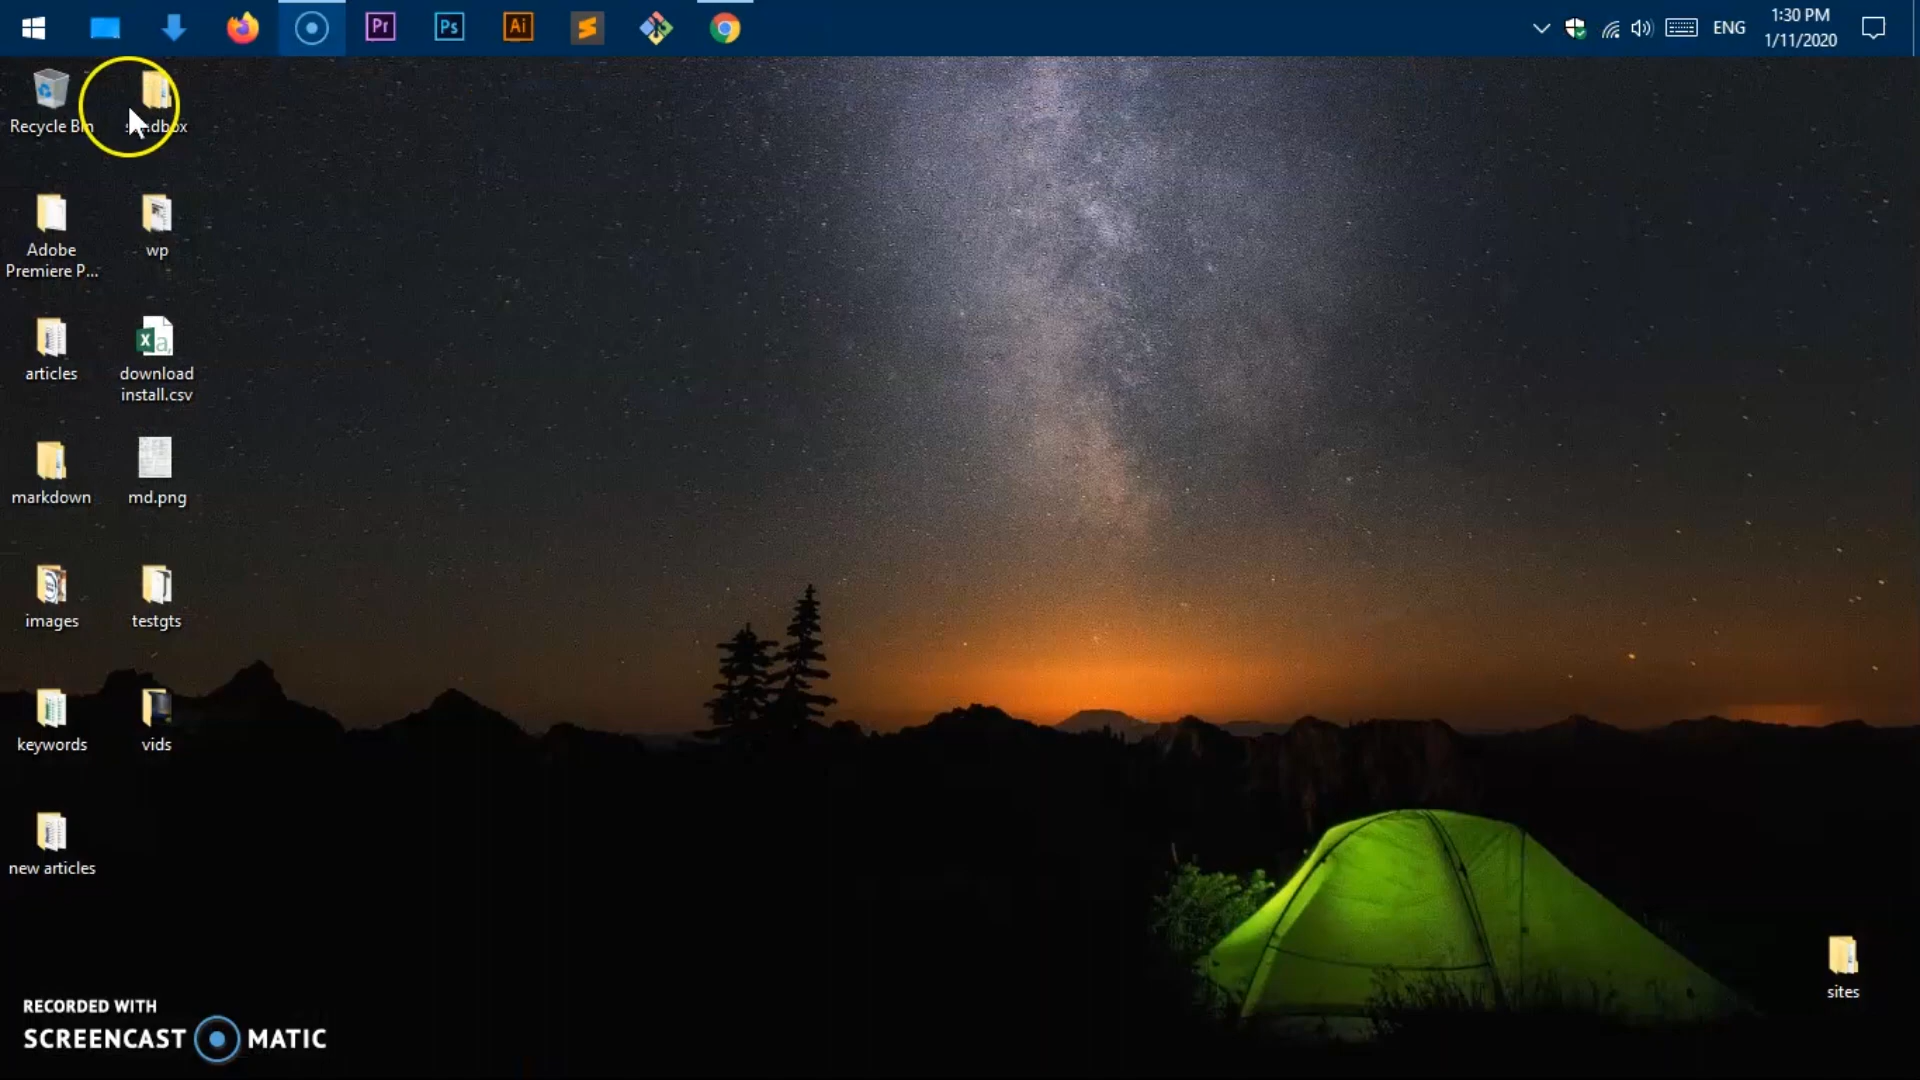 Pr
Ps
Ai
ENG
1:30 PM
1/11/2020
Recycle Bin
Adobe
Premiere P...
wp
articles
download
install.csv
markdown
md.png
images
testgts
keywords
vids
new articles
sites
RECORDED WITH
SCREENCAST MATIC